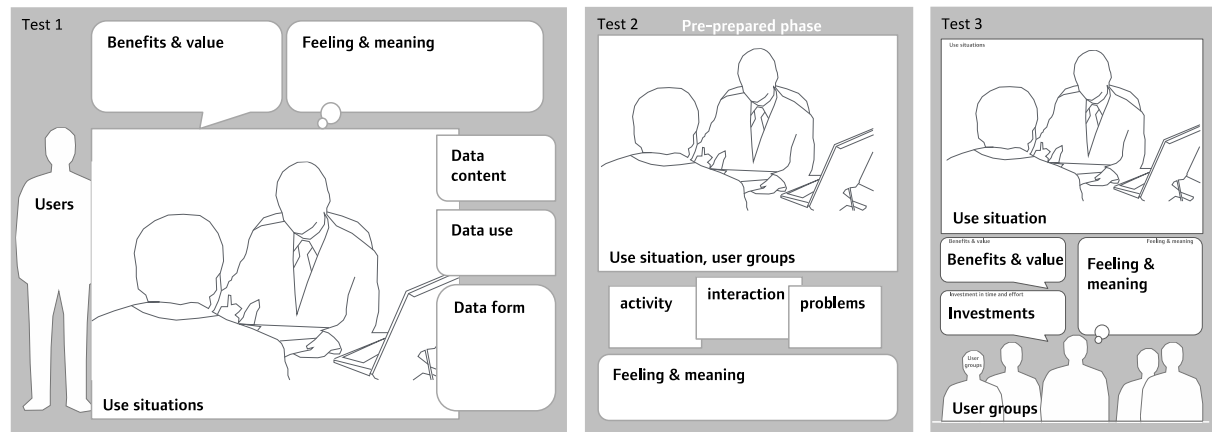 Test 1
Benefits & value
Feeling & meaning
Users
Data
content
Data use
Data form
Use situations
Test 2
Pre-prepared phase
Use situation, user groups
activity
interaction
problems
Feeling & meaning
Test 3
Use situations
Use situation
Benefits & value
Benefits & value
Feeling & meaning
Feeling &
meaning
Investment in time and effort
Investments
User
groups
User groups